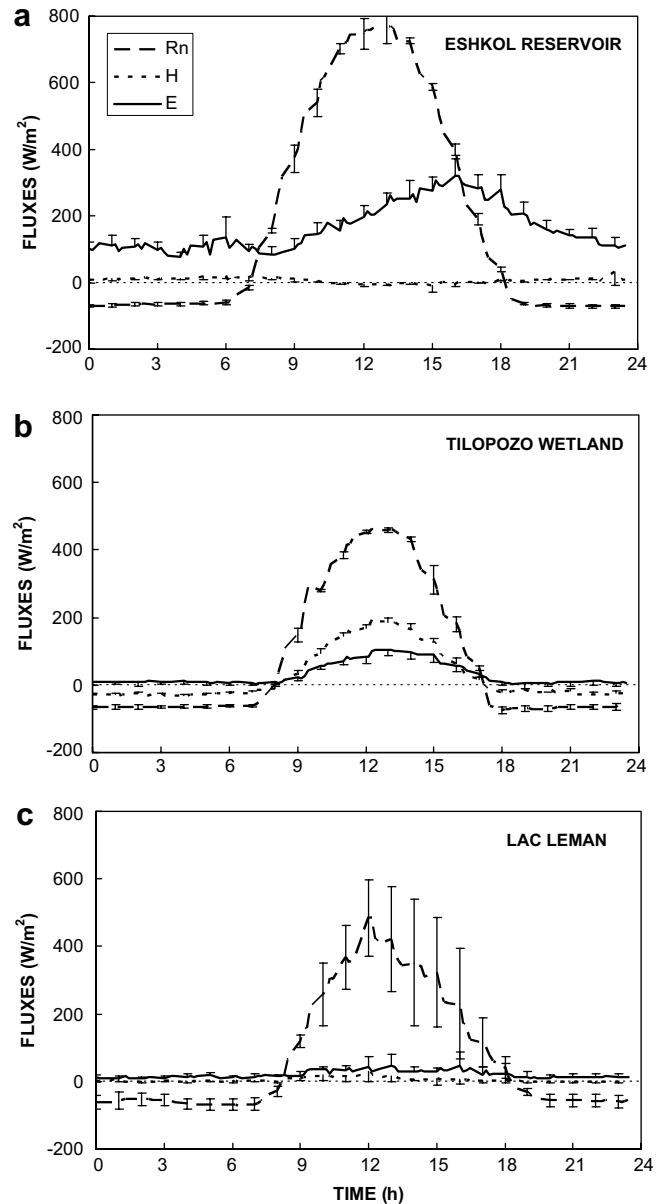 a
800
ESHKOL RESERVOIR
Rn
H
E
600
400
200
0
-200
FLUXES (W/m²)
0 3 6 9 12 15 18 21 24
b
800
TILOPOZO WETLAND
600
400
200
0
-200
FLUXES (W/m²)
0 3 6 9 12 15 18 21 24
c
800
LAC LEMAN
600
400
200
0
-200
FLUXES (W/m²)
0 3 6 9 12 15 18 21 24
TIME (h)